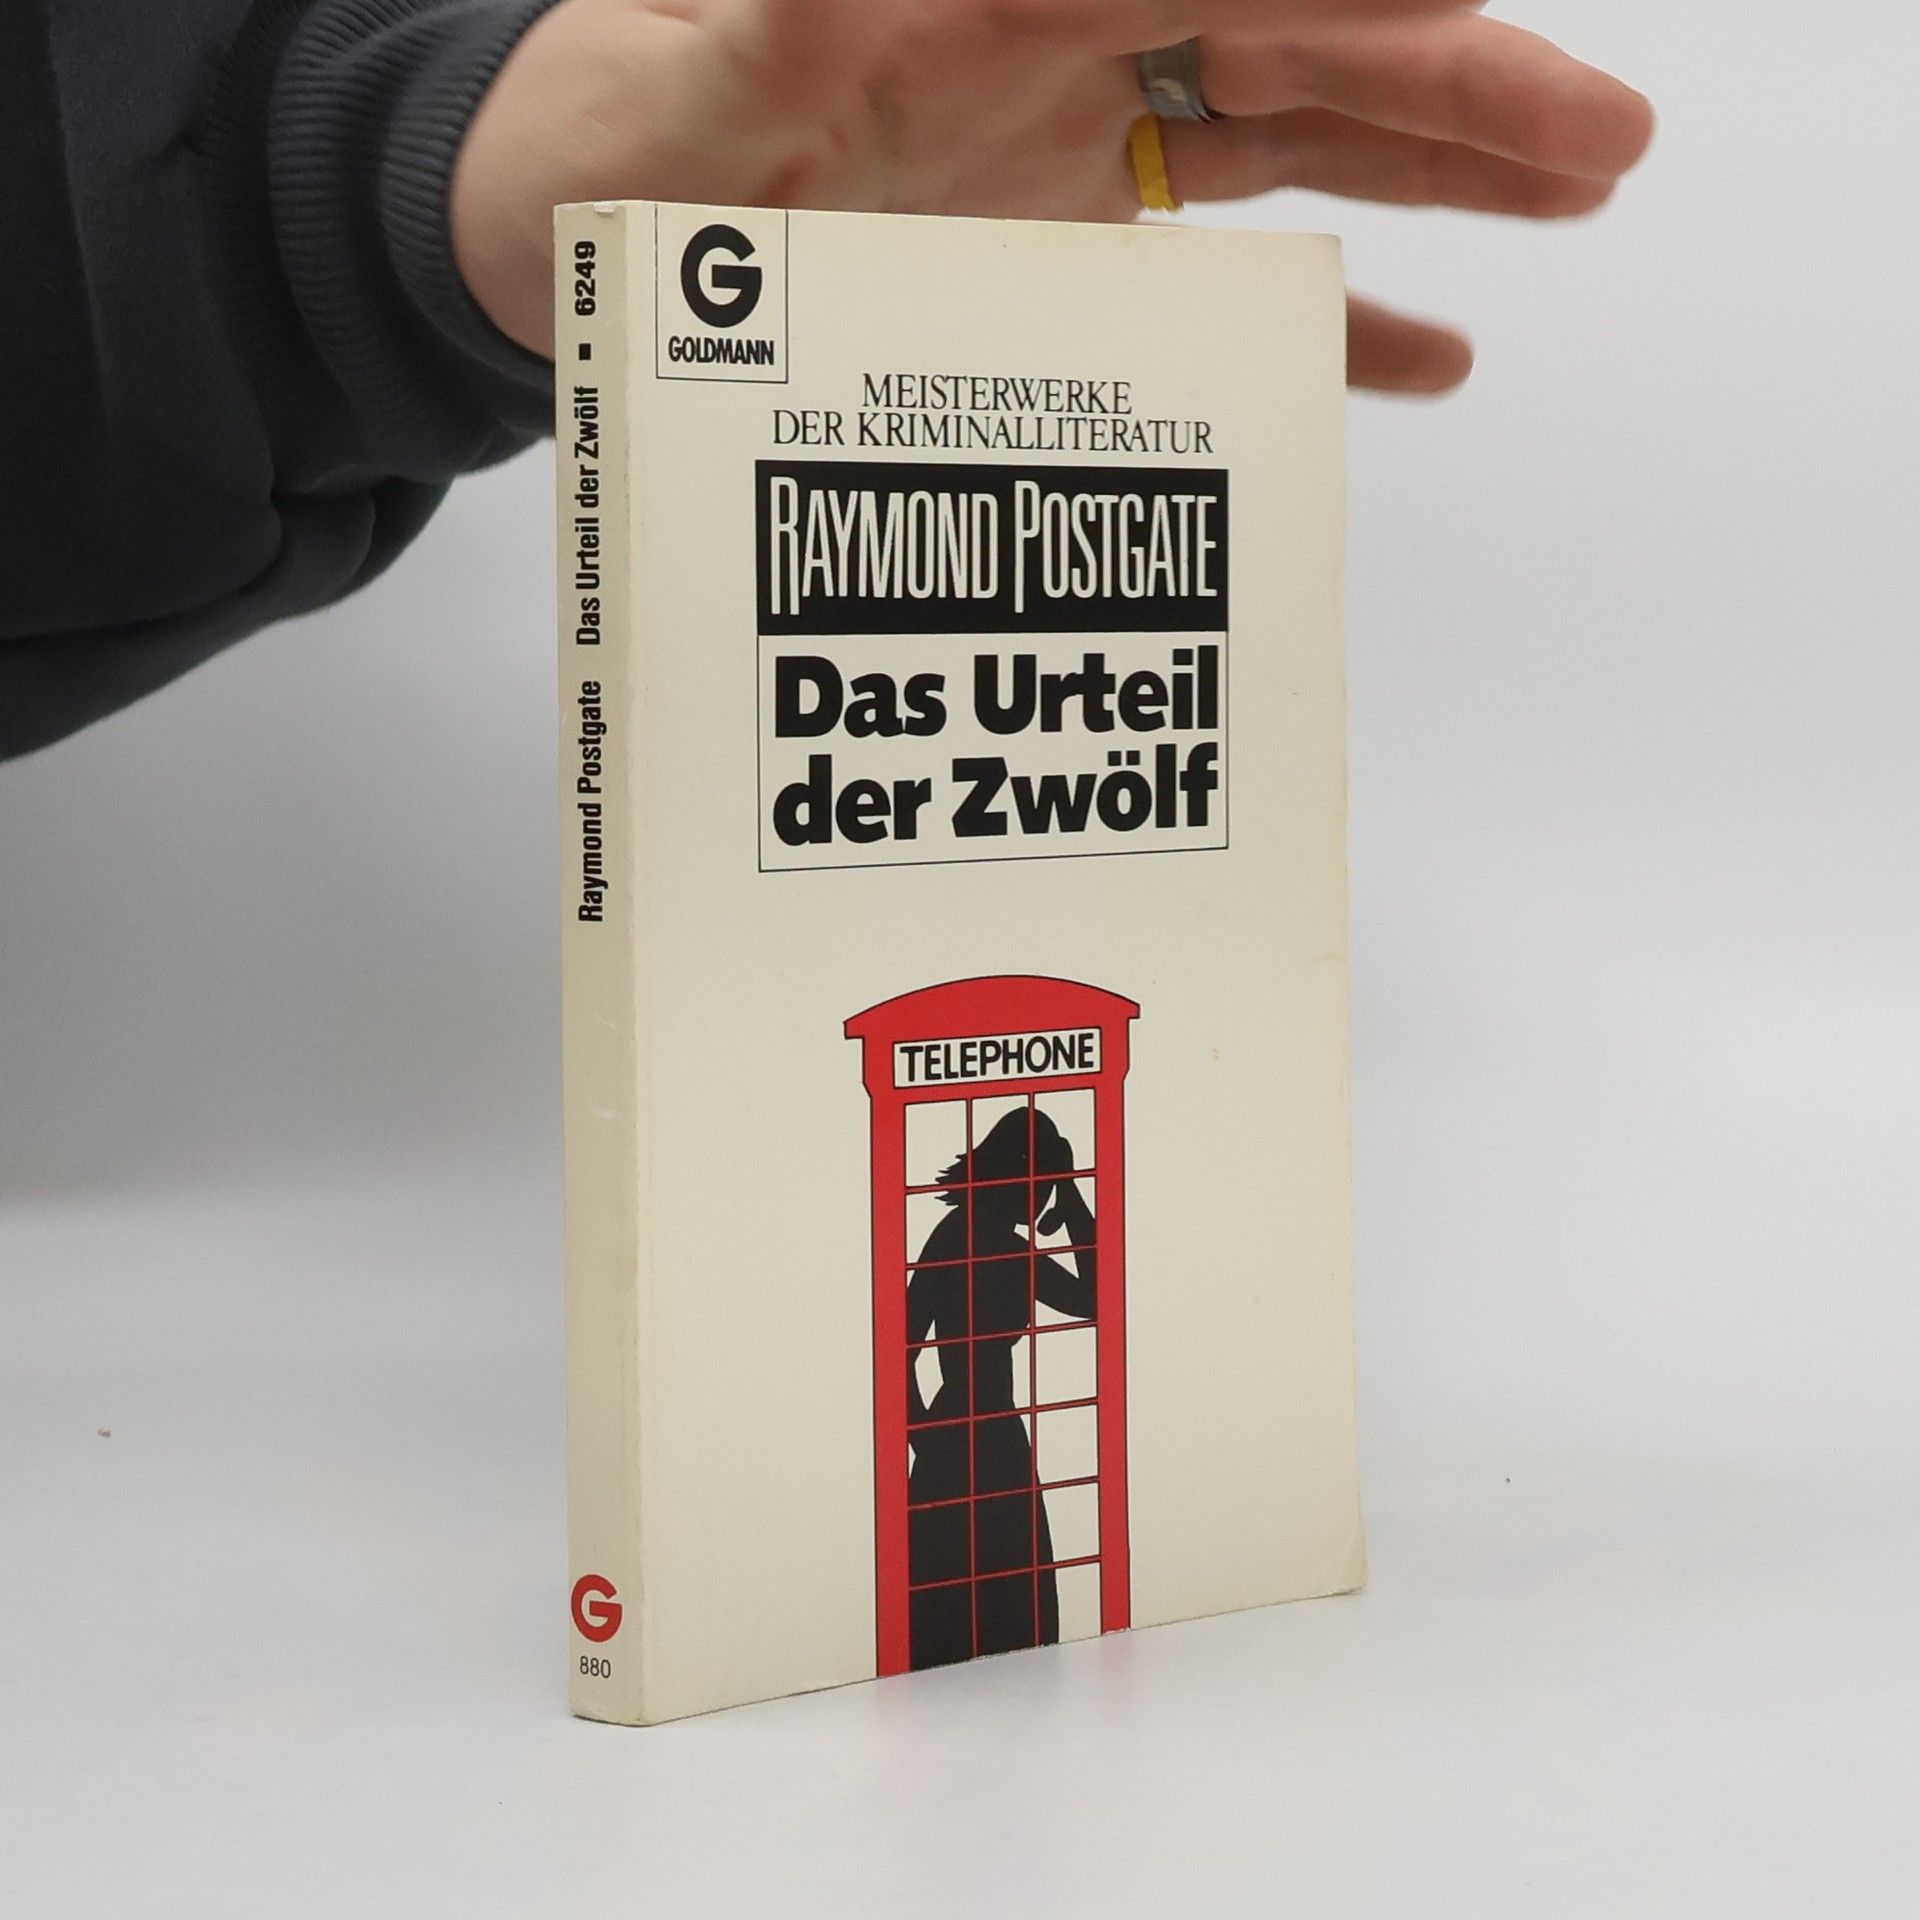 6249
Das Urteil der Zwölf
Raymond Postgate
G
880
G
GOLDMANN
MEISTERWERKE
DER KRIMINALLITERATUR
RAYMOND POSTGATE
Das Urteil
der Zwölf
TELEPHONE